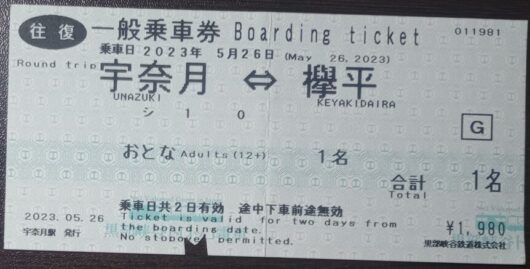 往復 一般乗車券 Boarding ticket 011981
乗車日 2023年 5月26日 (May 26,2023)
Round trip
宇奈月 ⇔ 欅平
UNAZUKI KEYAKIDAIRA
シ10
G
おとな Adults(12+) 1名
合計 1名
Total
乗車日共2日有効 途中下車前途無効
2023.05.26 Ticket is valid for two days from
the boarding date. ¥1,980
宇奈月駅 発行 No stopover permitted. 黒部峡谷鉄道株式会社